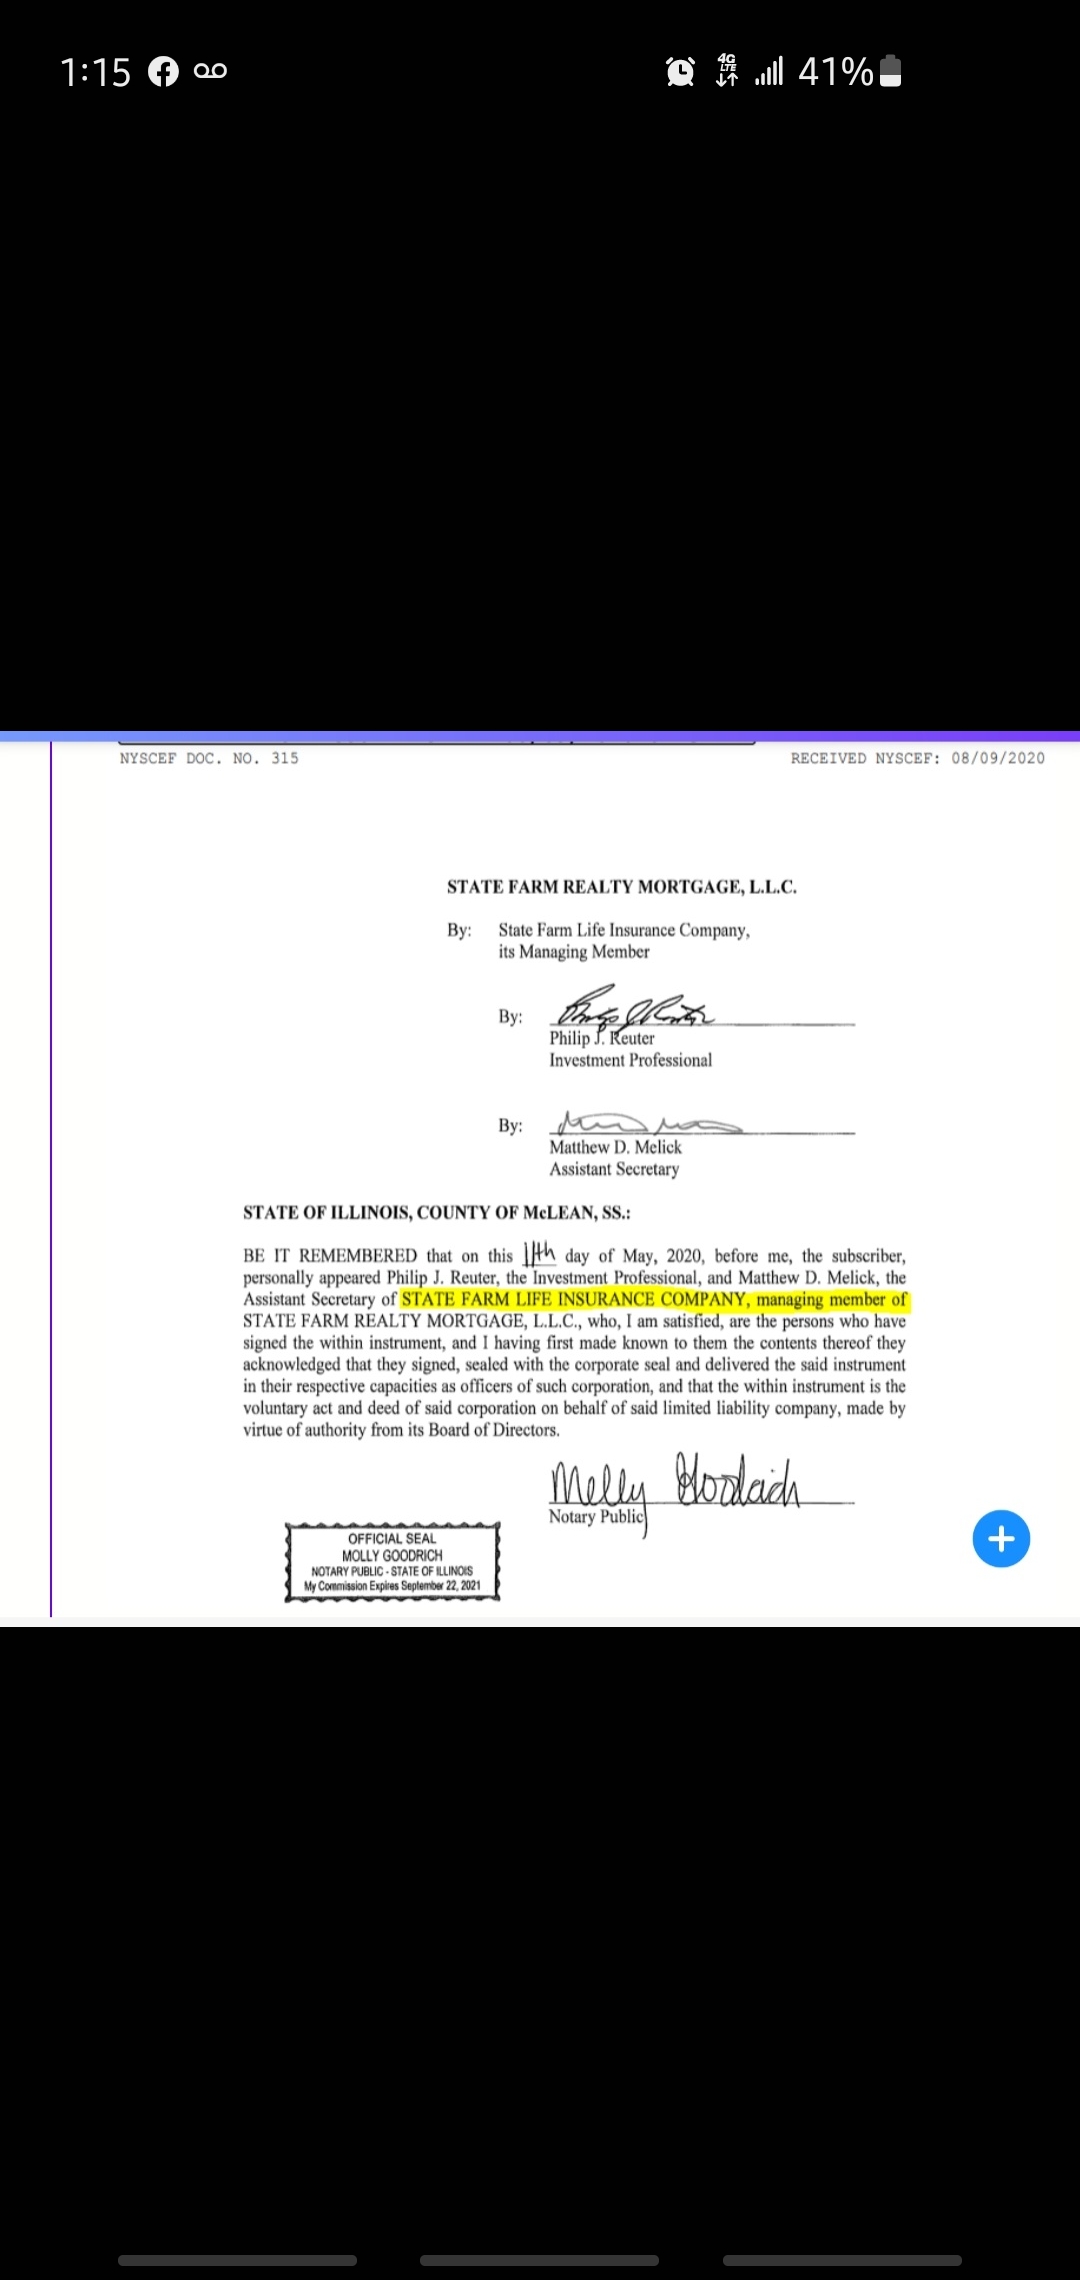 1:15
4G
LTE
41%
NYSCEF DOC. NO. 315
RECEIVED NYSCEF: 08/09/2020
STATE FARM REALTY MORTGAGE, L.L.C.
By: State Farm Life Insurance Company,
its Managing Member
By:
Philip J. Reuter
Investment Professional
By:
Matthew D. Melick
Assistant Secretary
STATE OF ILLINOIS, COUNTY OF McLEAN, SS.:
BE IT REMEMBERED that on this 11th day of May, 2020, before me, the subscriber,
personally appeared Philip J. Reuter, the Investment Professional, and Matthew D. Melick, the
Assistant Secretary of STATE FARM LIFE INSURANCE COMPANY, managing member of
STATE FARM REALTY MORTGAGE, L.L.C., who, I am satisfied, are the persons who have
signed the within instrument, and I having first made known to them the contents thereof they
acknowledged that they signed, sealed with the corporate seal and delivered the said instrument
in their respective capacities as officers of such corporation, and that the within instrument is the
voluntary act and deed of said corporation on behalf of said limited liability company, made by
virtue of authority from its Board of Directors.
Molly Goodrich
Notary Public
OFFICIAL SEAL
MOLLY GOODRICH
NOTARY PUBLIC - STATE OF ILLINOIS
My Commission Expires September 22, 2021